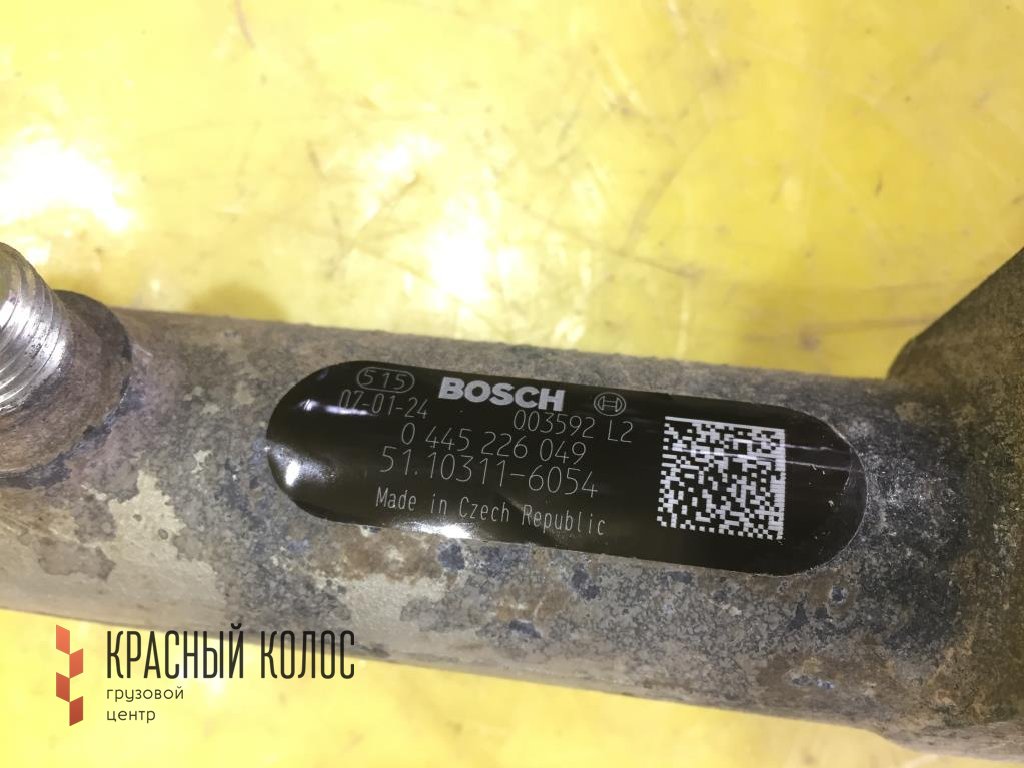 515
BOSCH
07-01-24
003592 L2
0 445 226 049
51.10311-6054
Made in Czech Republic
КРАСНЫЙ КОЛОС
грузовой
центр